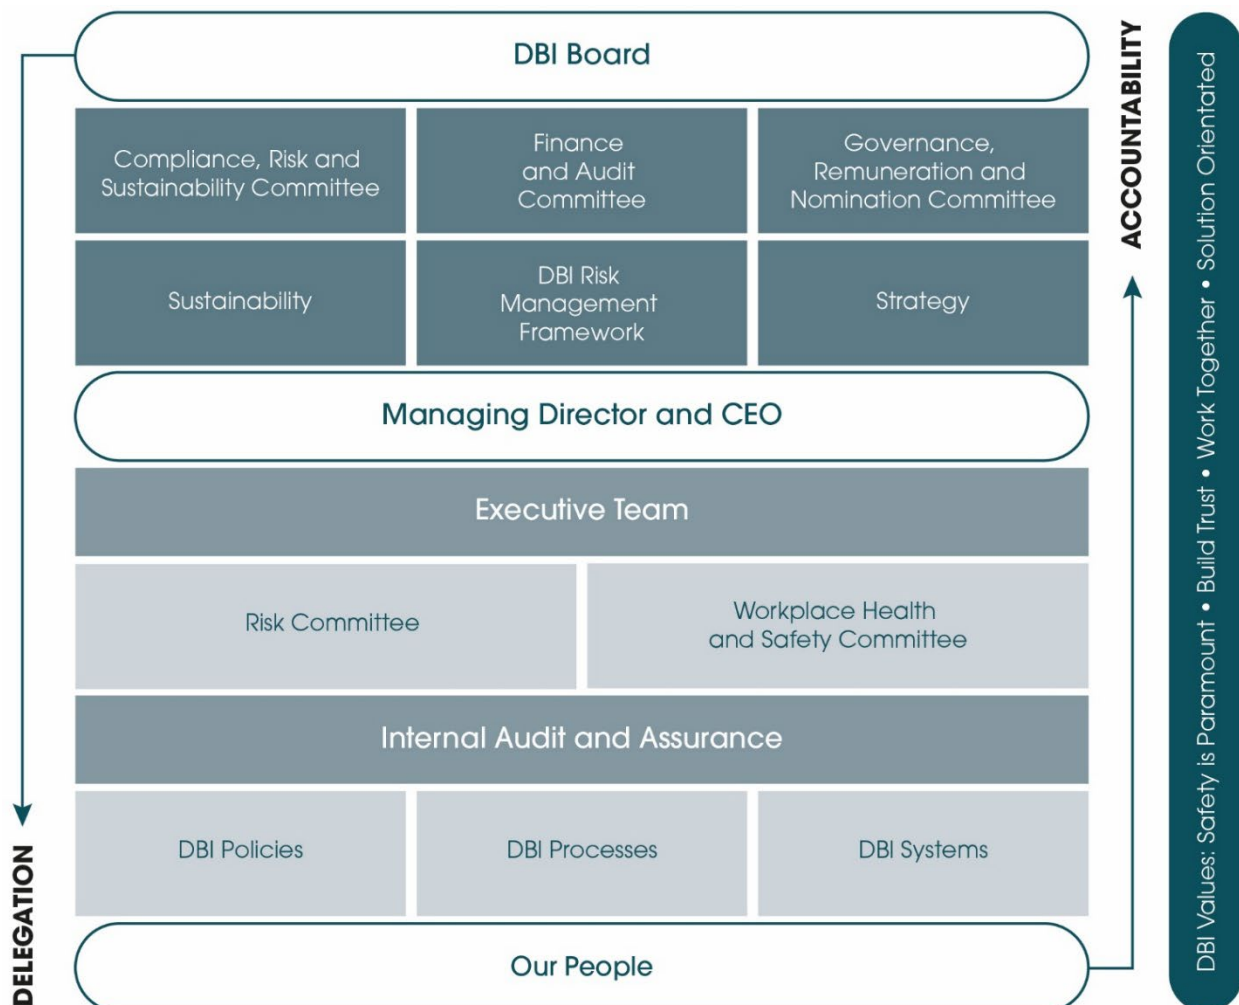 DBI Board
Compliance, Risk and
Sustainability Committee
Finance
and Audit
Committee
Governance,
Remuneration and
Nomination Committee
Sustainability
DBI Risk
Management
Framework
Strategy
Managing Director and CEO
Executive Team
Risk Committee
Workplace Health
and Safety Committee
Internal Audit and Assurance
DBI Policies
DBI Processes
DBI Systems
Our People
DELEGATION
ACCOUNTABILITY
DBI Values: Safety is Paramount • Build Trust • Work Together • Solution Orientated